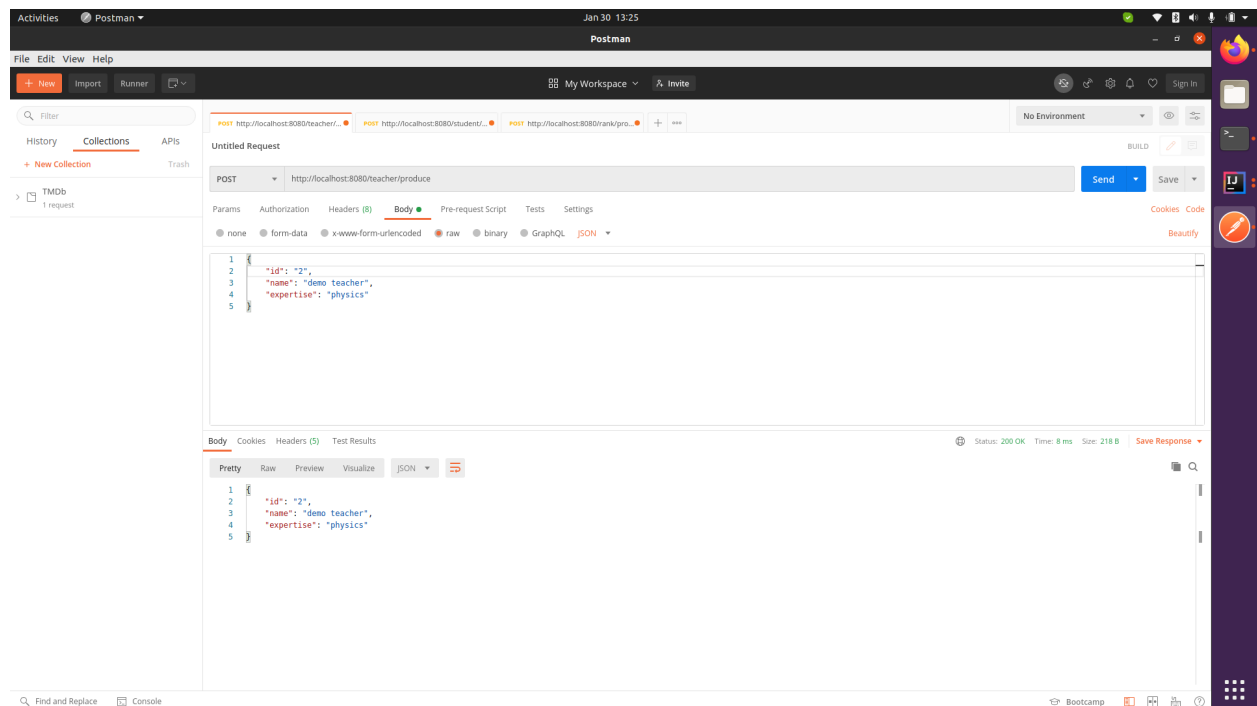 Activities Postman Jan 30 13:25
Postman
File Edit View Help
+ New Import Runner My Workspace Invite Sign In
Filter
History Collections APIs
+ New Collection Trash
TMDb
1 request
POST http://localhost:8080/teacher/... POST http://localhost:8080/student/... POST http://localhost:8080/rank/pro... + No Environment
Untitled Request BUILD
POST http://localhost:8080/teacher/produce Send Save
Params Authorization Headers (8) Body Pre-request Script Tests Settings Cookies Code
none form-data x-www-form-urlencoded raw binary GraphQL JSON Beautify
1 {
2 "id": "2",
3 "name": "demo teacher",
4 "expertise": "physics"
5 }
Body Cookies Headers (5) Test Results Status: 200 OK Time: 8 ms Size: 218 B Save Response
Pretty Raw Preview Visualize JSON
1 {
2 "id": "2",
3 "name": "demo teacher",
4 "expertise": "physics"
5 }
Find and Replace Console Bootcamp